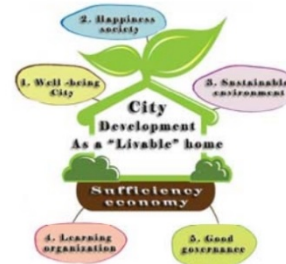 2. Happiness
society
1. Well -being
City
3. Sustainable
environment
City
Development
As a "Livable" home
Sufficiency
economy
4. Learning
organization
5. Good
governance